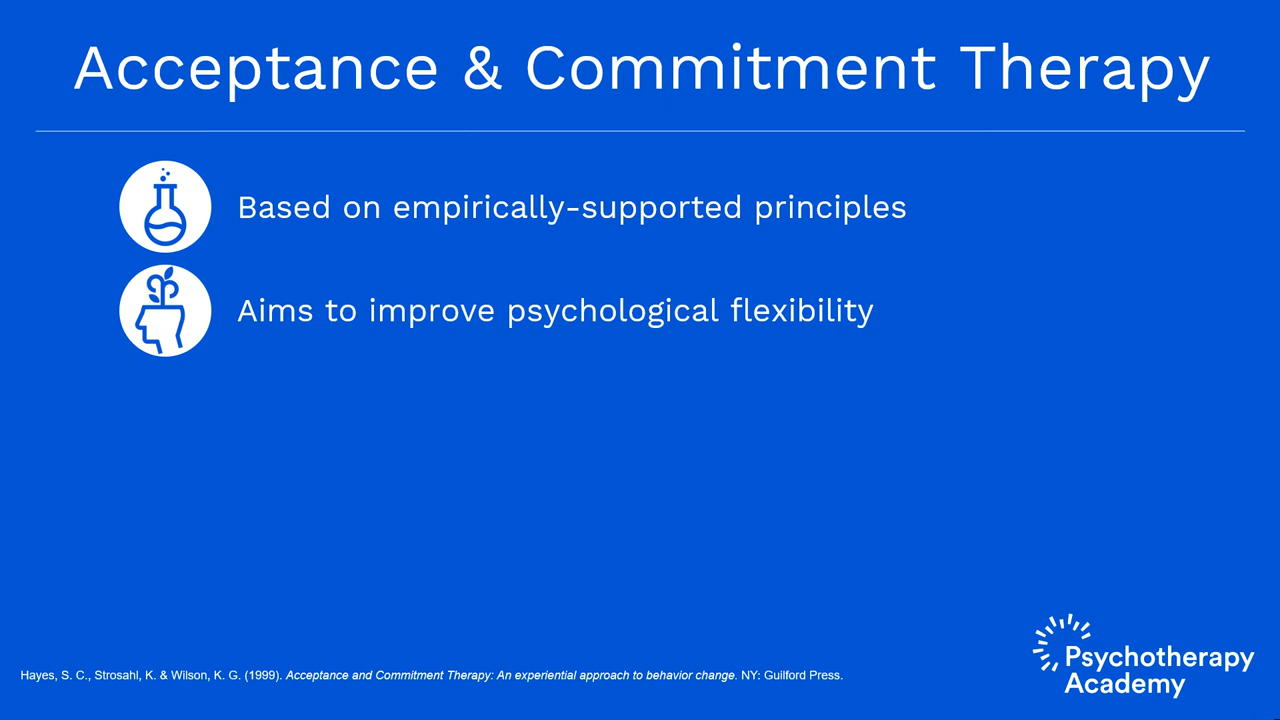 Acceptance & Commitment Therapy
Based on empirically-supported principles
Aims to improve psychological flexibility
Hayes, S. C., Strosahl, K. & Wilson, K. G. (1999). Acceptance and Commitment Therapy: An experiential approach to behavior change. NY: Guilford Press.
Psychotherapy
Academy